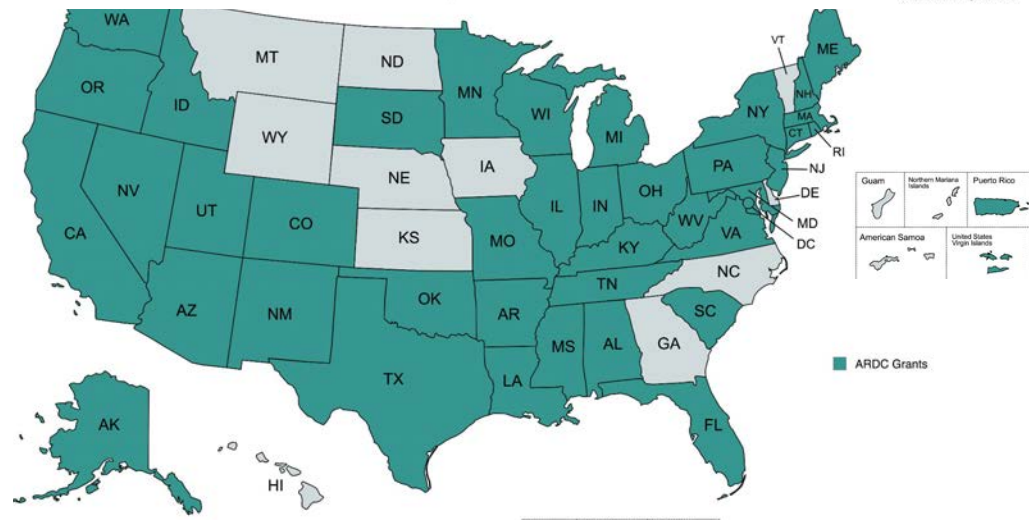 WA
MT
ND
VT
ME
OR
ID
MN
WI
NH
NY
MA
SD
MI
CT
RI
WY
IA
PA
NJ
NE
OH
DE
NV
UT
CO
IL
IN
WV
MD
CA
KS
MO
KY
VA
DC
NC
TN
AZ
NM
OK
AR
SC
MS
AL
GA
TX
LA
AK
FL
HI
Guam
Northern Mariana
Islands
Puerto Rico
American Samoa
United States
Virgin Islands
ARDC Grants